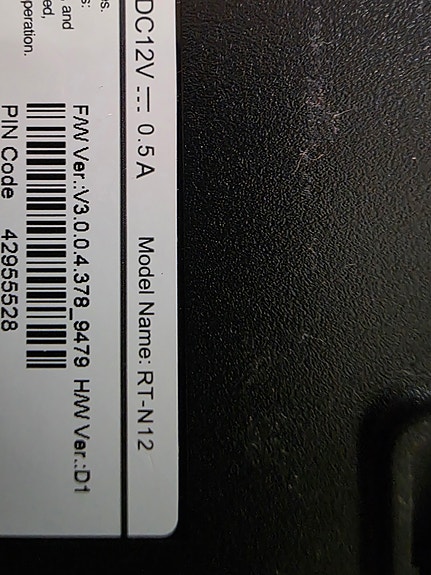 DC12V ⎓ 0.5A Model Name: RT-N12
ys.
s:
, and
ed,
peration.
F/W Ver.:V3.0.0.4.378_9479 H/W Ver.:D1
PIN Code 42955528